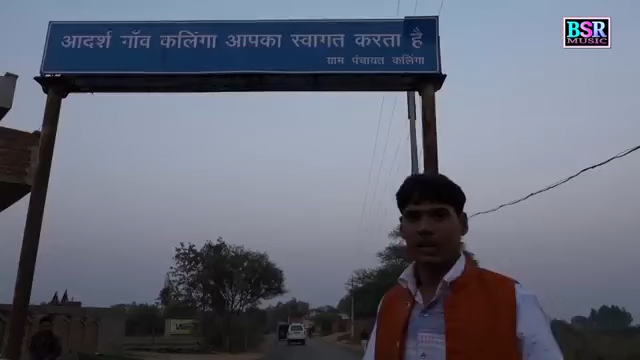 BSR
MUSIC
आदर्श गॉव कलिंगा आपका स्वागत करता है
ग्राम पंचायत कलिंगा